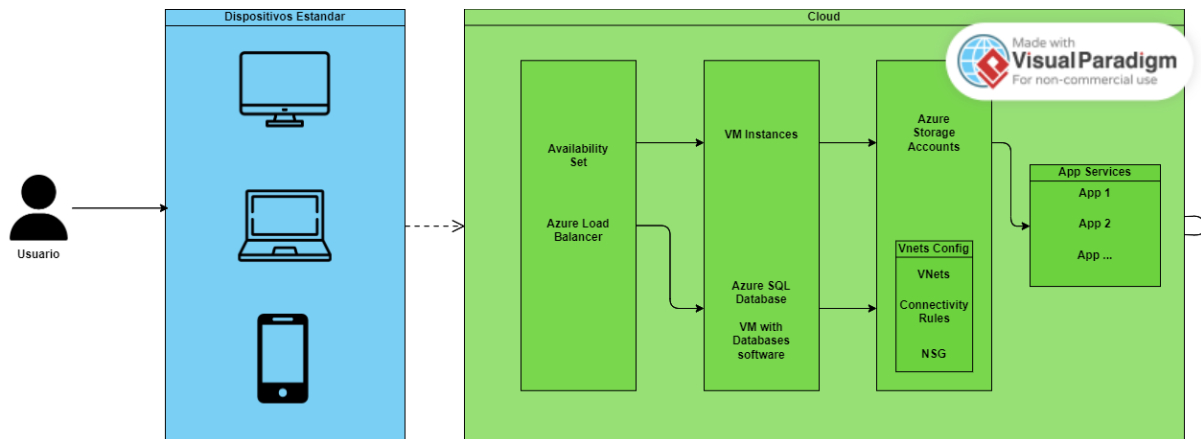 Dispositivos Estandar
Cloud
Made with
Visual Paradigm
For non-commercial use
Usuario
Availability
Set
Azure Load
Balancer
VM Instances
Azure SQL
Database
VM with
Databases
software
Azure
Storage
Accounts
Vnets Config
VNets
Connectivity
Rules
NSG
App Services
App 1
App 2
App ...